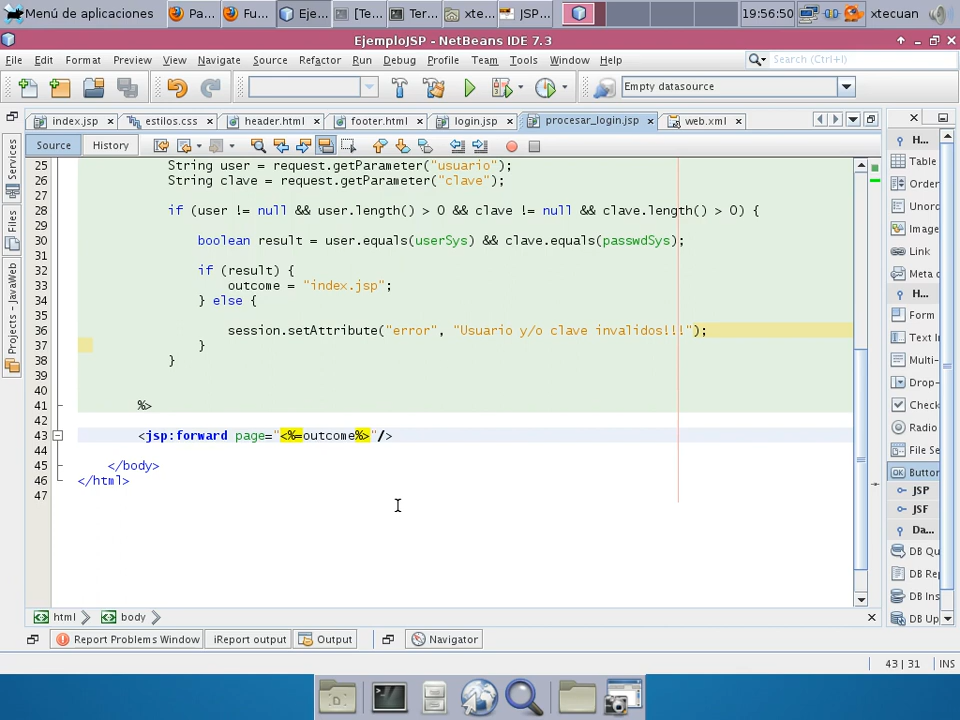 Menú de aplicaciones Pa... Fu... Eje... [Te... Ter... xte... JSP... 19:56:50 xtecuan
EjemploJSP - NetBeans IDE 7.3
File Edit Format Preview View Navigate Source Refactor Run Debug Profile Team Tools Window Help Search (Ctrl+I)
Empty datasource
index.jsp estilos.css header.html footer.html login.jsp procesar_login.jsp web.xml
Source History
Services
Files
Projects - JavaWeb
25 String user = request.getParameter("usuario");
26 String clave = request.getParameter("clave");
27
28 if (user != null && user.length() > 0 && clave != null && clave.length() > 0) {
29
30 boolean result = user.equals(userSys) && clave.equals(passwdSys);
31
32 if (result) {
33 outcome = "index.jsp";
34 } else {
35
36 session.setAttribute("error", "Usuario y/o clave invalidos!!!");
37 }
38 }
39
40
41 %>
42
43 <jsp:forward page="<%=outcome%>"/>
44
45 </body>
46 </html>
47
H...
Table
Order
Unord
Image
Link
Meta d
H...
Form
Text In
Multi-
Drop-
Check
Radio
File Se
OK Button
JSP
JSF
Da...
DB Qu
DB Rep
DB Ins
DB Up
html body
Report Problems Window iReport output Output Navigator
43 | 31 INS